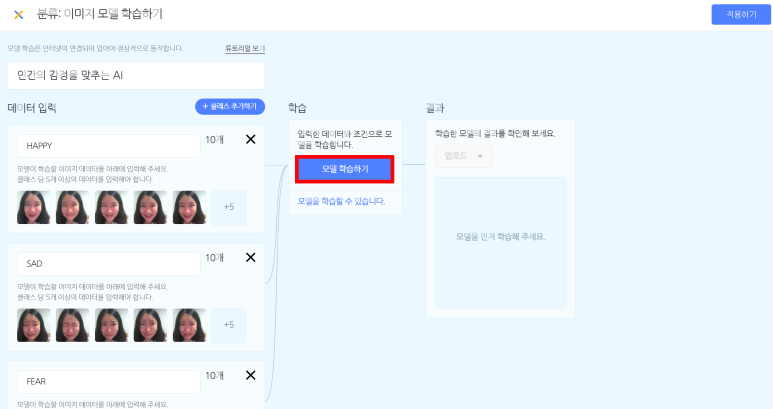 분류: 이미지 모델 학습하기
적용하기
모델 학습은 인터넷이 연결되어 있어야 정상적으로 동작합니다.
튜토리얼 보기
인간의 감정을 맞추는 AI
데이터 입력
+ 클래스 추가하기
HAPPY
10개
모델이 학습할 이미지 데이터를 아래에 입력해 주세요.
클래스 당 5개 이상의 데이터를 입력해야 합니다.
+5
SAD
10개
모델이 학습할 이미지 데이터를 아래에 입력해 주세요.
클래스 당 5개 이상의 데이터를 입력해야 합니다.
+5
FEAR
10개
모델이 학습할 이미지 데이터를 아래에 입력해 주세요.
학습
입력한 데이터와 조건으로 모
델을 학습합니다.
모델 학습하기
모델을 학습할 수 있습니다.
결과
학습한 모델의 결과를 확인해 보세요.
업로드
모델을 먼저 학습해 주세요.